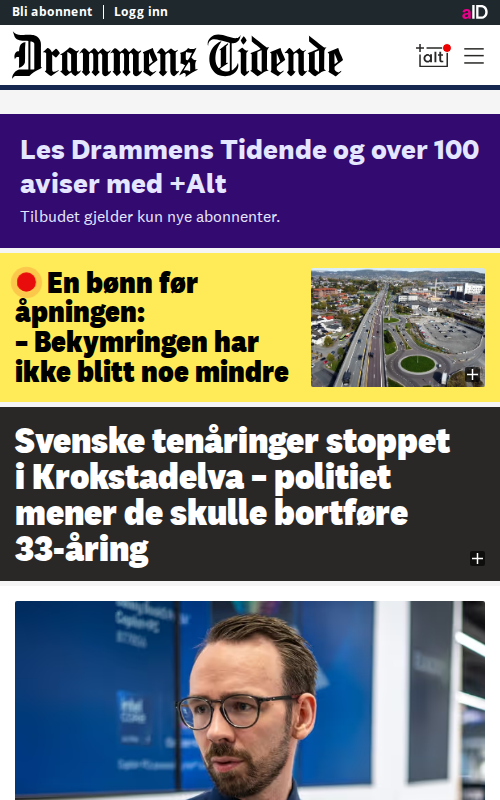 Bli abonnent
Logg inn
aID
Drammens Tidende
+alt
Les Drammens Tidende og over 100
aviser med +Alt
Tilbudet gjelder kun nye abonnenter.
En bønn før
åpningen:
– Bekymringen har
ikke blitt noe mindre
Svenske tenåringer stoppet
i Krokstadelva – politiet
mener de skulle bortføre
33-åring
intel